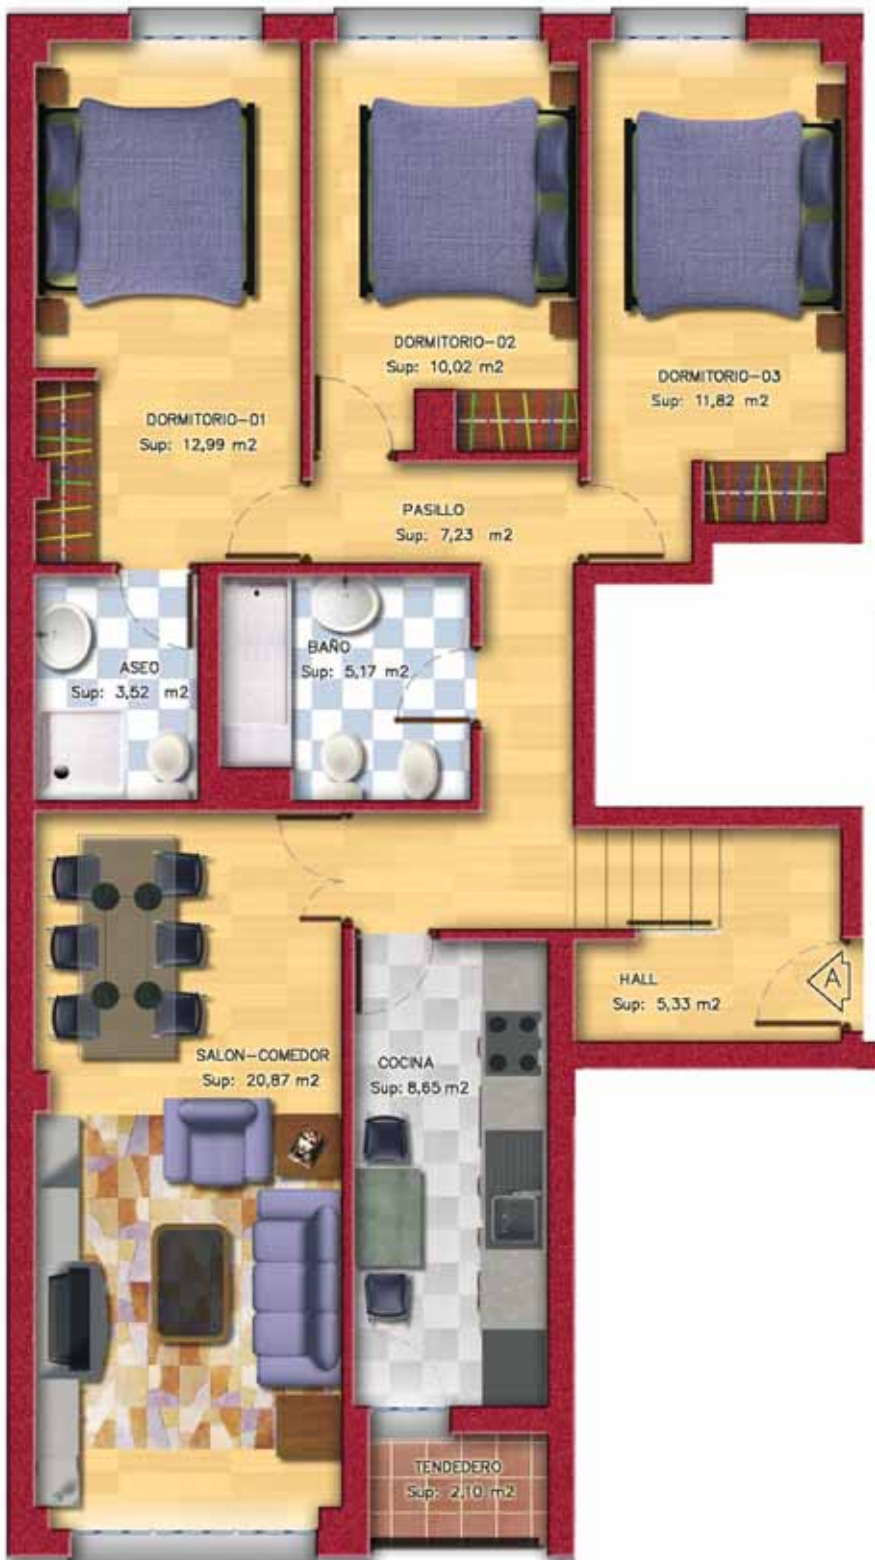 DORMITORIO-02
Sup: 10,02 m2
DORMITORIO-03
Sup: 11,82 m2
DORMITORIO-01
Sup: 12,99 m2
PASILLO
Sup: 7,23 m2
BAÑO
Sup: 5,17 m2
ASEO
Sup: 3,52 m2
HALL
Sup: 5,33 m2
A
SALON-COMEDOR
Sup: 20,87 m2
COCINA
Sup: 8,65 m2
TENDEDERO
Sup: 2,10 m2